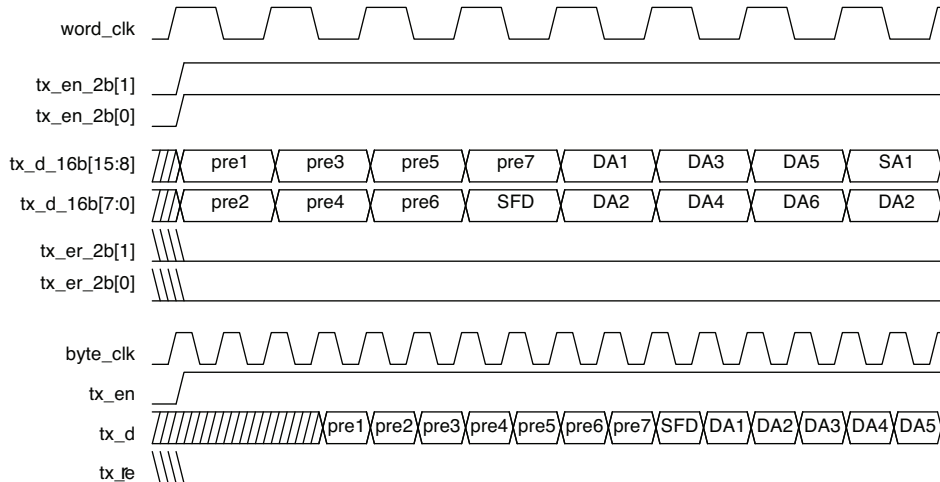 word_clk
tx_en_2b[1]
tx_en_2b[0]
tx_d_16b[15:8] pre1 pre3 pre5 pre7 DA1 DA3 DA5 SA1
tx_d_16b[7:0] pre2 pre4 pre6 SFD DA2 DA4 DA6 DA2
tx_er_2b[1]
tx_er_2b[0]
byte_clk
tx_en
tx_d pre1 pre2 pre3 pre4 pre5 pre6 pre7 SFD DA1 DA2 DA3 DA4 DA5